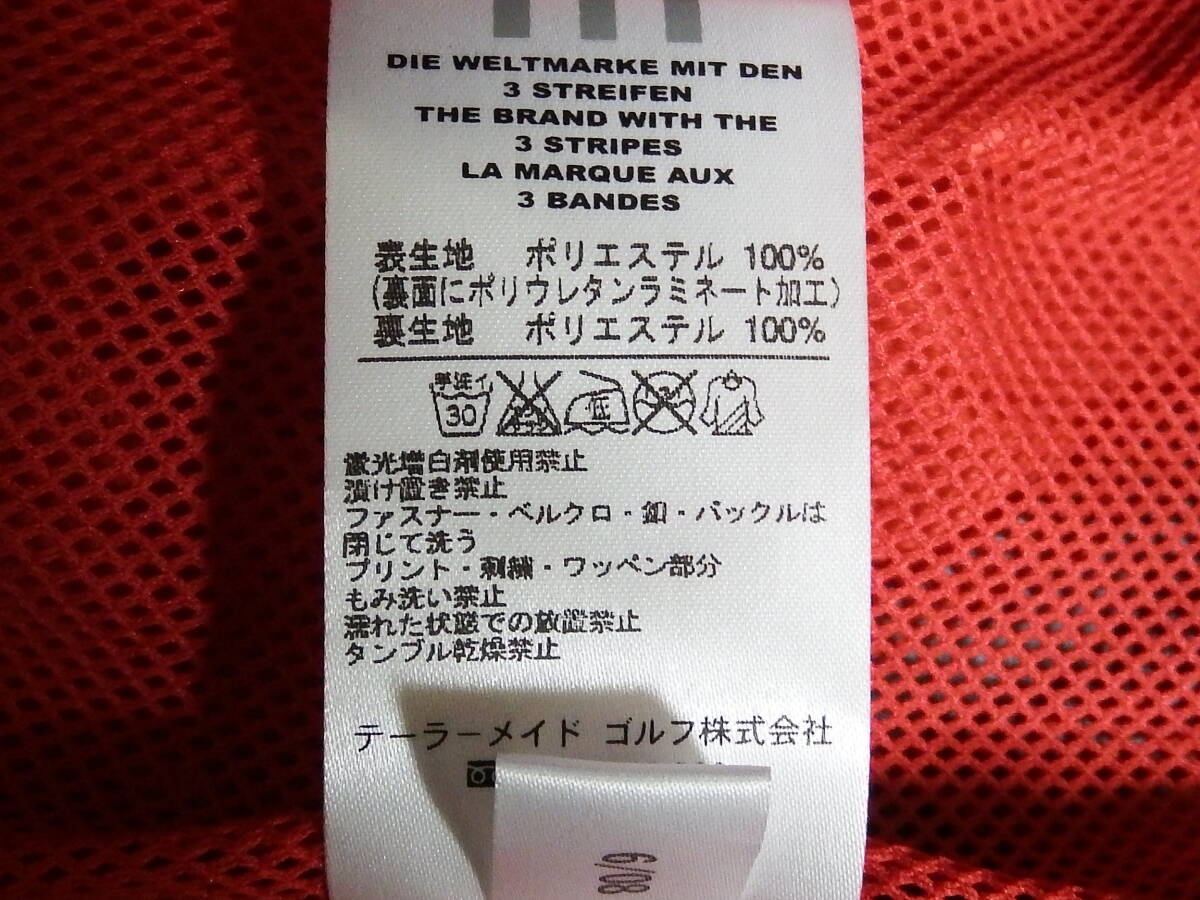 DIE WELTMARKE MIT DEN
3 STREIFEN
THE BRAND WITH THE
3 STRIPES
LA MARQUE AUX
3 BANDES
表生地 ポリエステル 100%
(裏面にポリウレタンラミネート加工)
裏生地 ポリエステル 100%
手洗イ
30 低
蛍光増白剤使用禁止
漬け置き禁止
ファスナー・ベルクロ・釦・バックルは
閉じて洗う
プリント・刺繍・ワッペン部分
もみ洗い禁止
濡れた状態での放置禁止
タンブル乾燥禁止
テーラーメイド ゴルフ株式会社
6/08